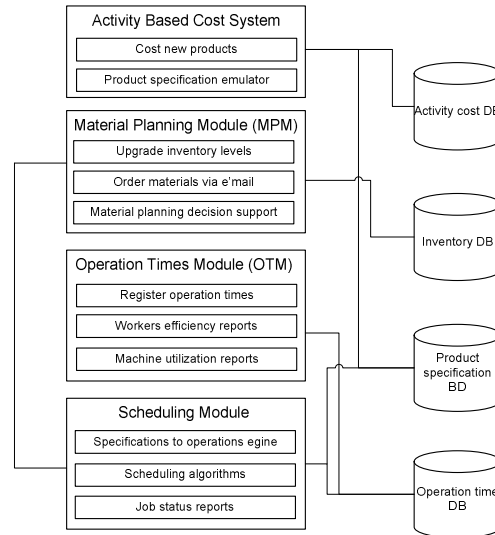 Activity Based Cost System
Cost new products
Product specification emulator
Material Planning Module (MPM)
Upgrade inventory levels
Order materials via e'mail
Material planning decision support
Operation Times Module (OTM)
Register operation times
Workers efficiency reports
Machine utilization reports
Scheduling Module
Specifications to operations egine
Scheduling algorithms
Job status reports
Activity cost DB
Inventory DB
Product
specification
BD
Operation time
DB